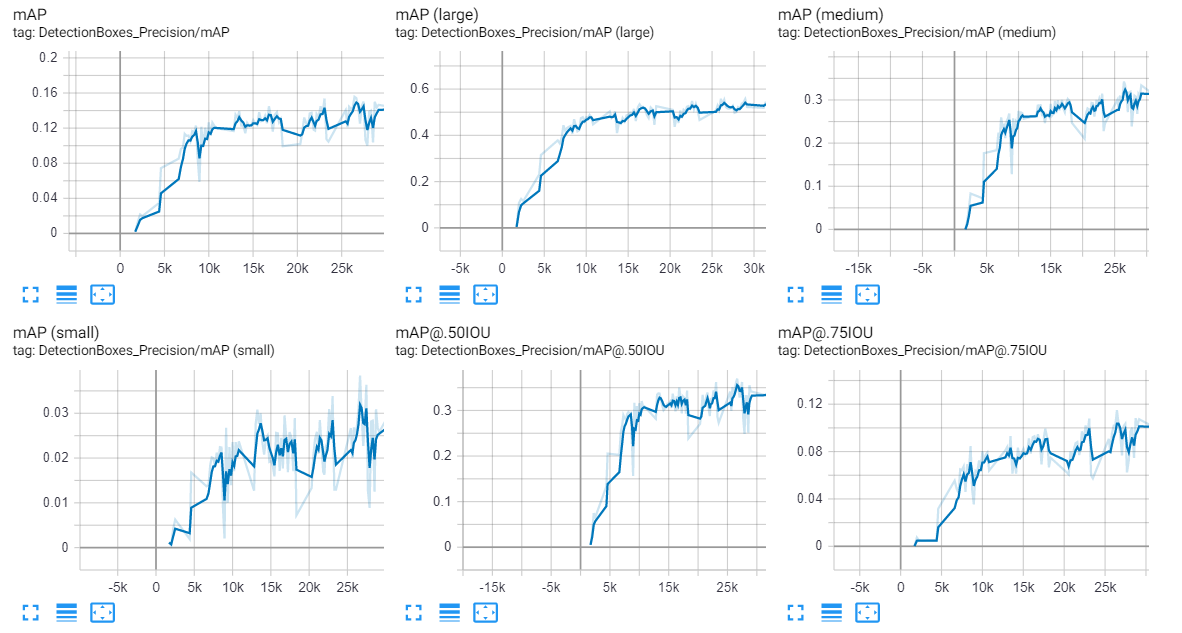 mAP
tag: DetectionBoxes_Precision/mAP
0.2
0.16
0.12
0.08
0.04
0
0 5k 10k 15k 20k 25k
mAP (large)
tag: DetectionBoxes_Precision/mAP (large)
0.6
0.4
0.2
0
-5k 0 5k 10k 15k 20k 25k 30k
mAP (medium)
tag: DetectionBoxes_Precision/mAP (medium)
0.3
0.2
0.1
0
-15k -5k 5k 15k 25k
mAP (small)
tag: DetectionBoxes_Precision/mAP (small)
0.03
0.02
0.01
0
-5k 0 5k 10k 15k 20k 25k
mAP@.50IOU
tag: DetectionBoxes_Precision/mAP@.50IOU
0.3
0.2
0.1
0
-15k -5k 5k 15k 25k
mAP@.75IOU
tag: DetectionBoxes_Precision/mAP@.75IOU
0.12
0.08
0.04
0
-5k 0 5k 10k 15k 20k 25k